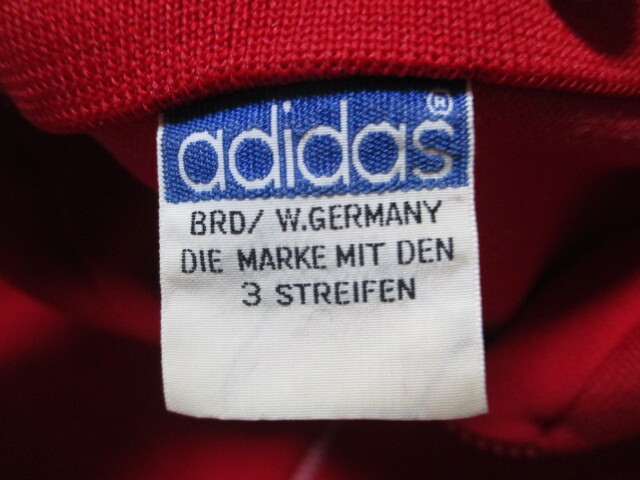 adidas®
BRD/ W.GERMANY
DIE MARKE MIT DEN
3 STREIFEN